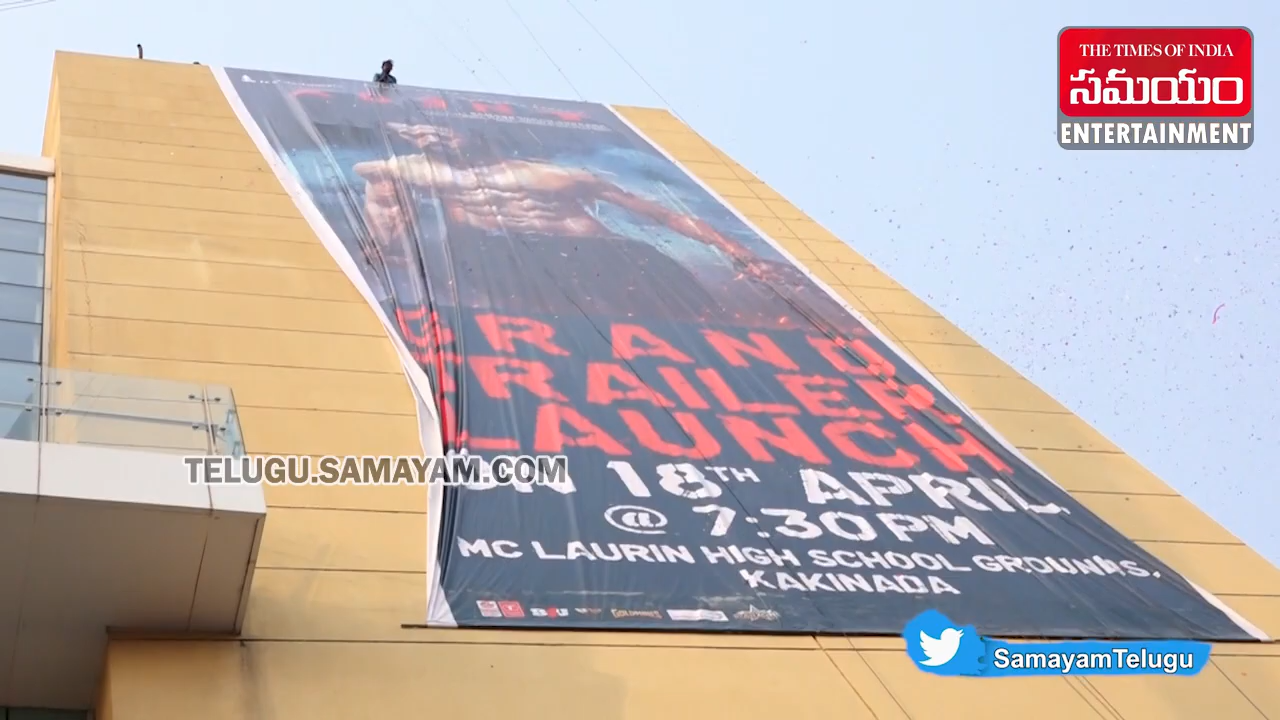 THE TIMES OF INDIA
సమయం
ENTERTAINMENT
GRAND
TRAILER
LAUNCH
ON 18TH APRIL,
@ 7:30PM
MC LAURIN HIGH SCHOOL GROUNDS,
KAKINADA
GOLDMINES
TELUGU.SAMAYAM.COM
SamayamTelugu